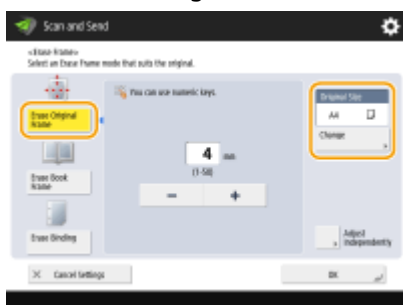 Scan and Send
<Erase Frame>
Select an Erase Frame mode that suits the original.
Erase Original
Frame
You can use numeric keys.
Original Size
A4
Change
4 mm
(1-50)
Erase Book
Frame
− +
Erase Binding
Adjust
Independently
× Cancel Settings
OK